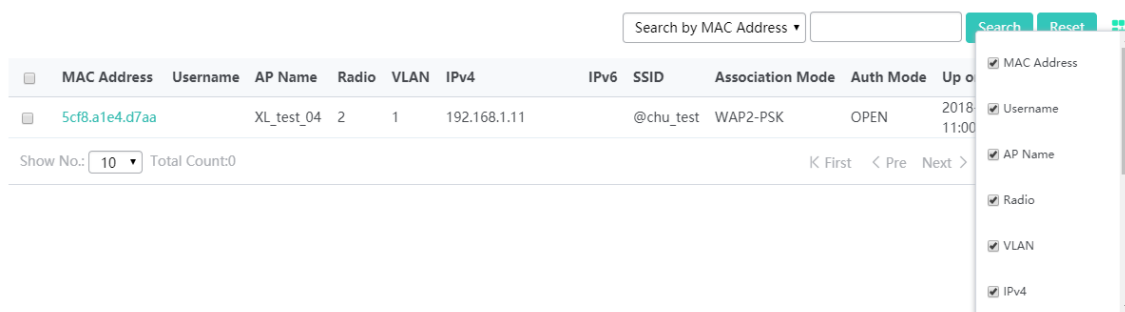 Search by MAC Address Search Reset
MAC Address Username AP Name Radio VLAN IPv4 IPv6 SSID Association Mode Auth Mode Up
5cf8.a1e4.d7aa XL_test_04 2 1 192.168.1.11 @chu_test WAP2-PSK OPEN 2018-
11:00
Show No.: 10 Total Count:0 First Pre Next
MAC Address
Username
AP Name
Radio
VLAN
IPv4